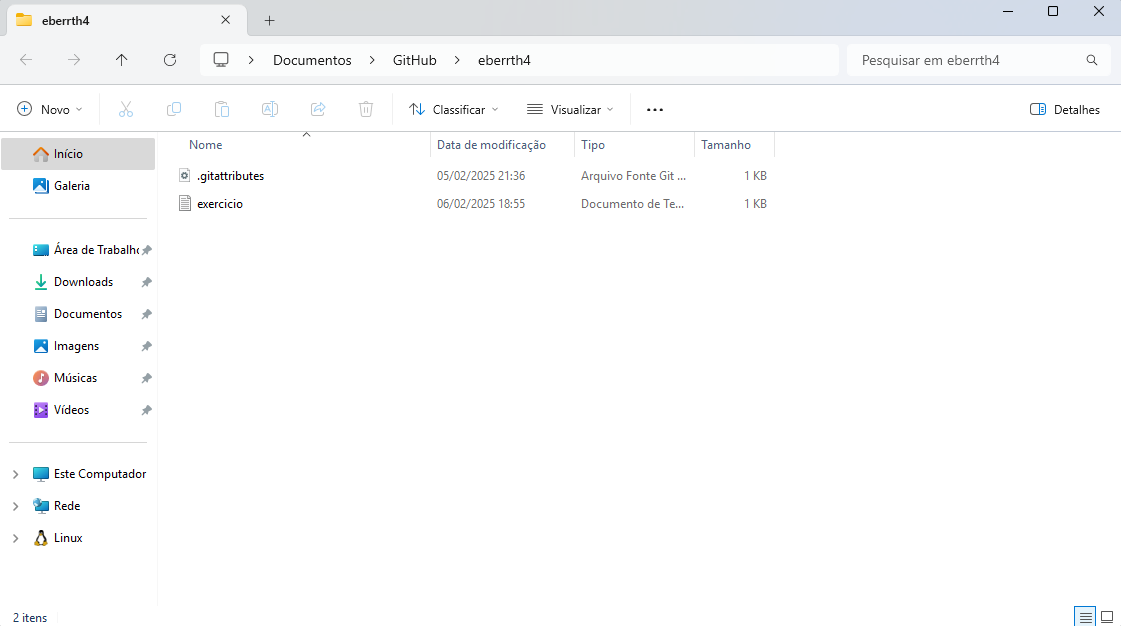 eberrth4
Documentos GitHub eberrth4
Pesquisar em eberrth4
Novo Classificar Visualizar Detalhes
Início
Galeria
Área de Trabalho
Downloads
Documentos
Imagens
Músicas
Vídeos
Este Computador
Rede
Linux
Nome Data de modificação Tipo Tamanho
.gitattributes 05/02/2025 21:36 Arquivo Fonte Git ... 1 KB
exercicio 06/02/2025 18:55 Documento de Te... 1 KB
2 itens